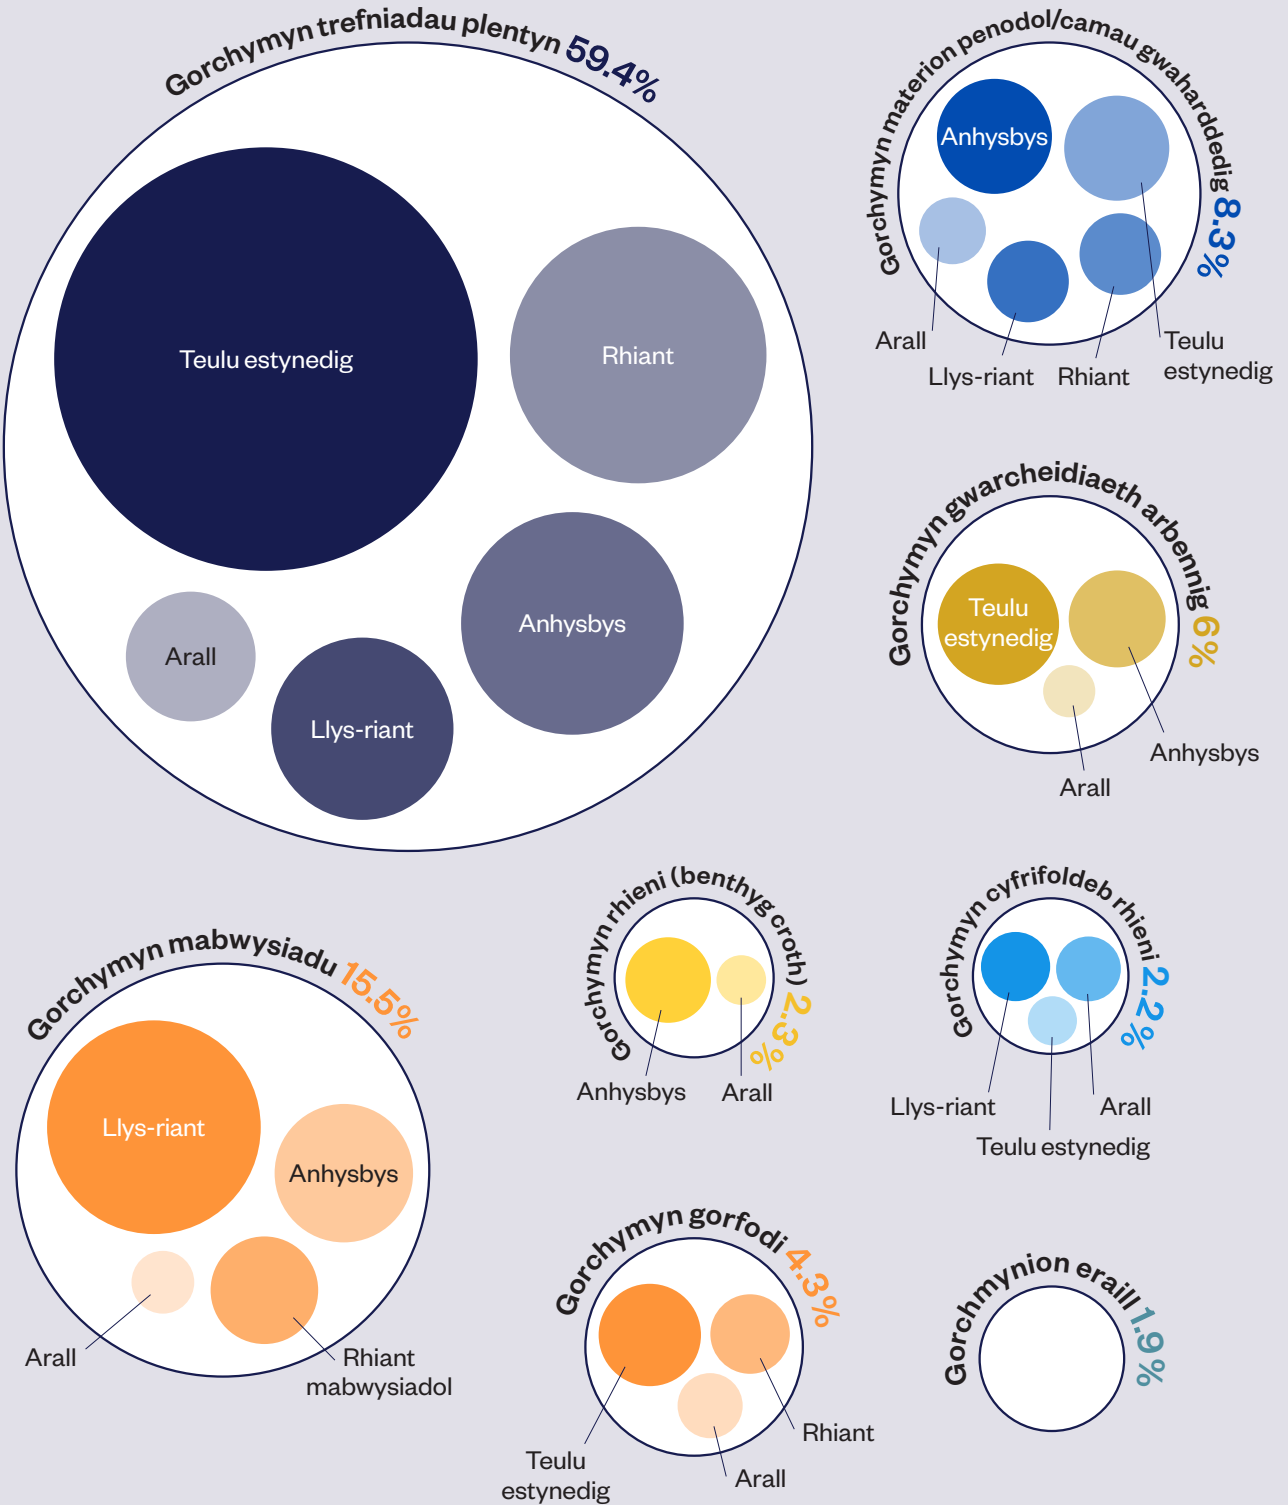 Gorchymyn trefniadau plentyn 59.4%
Teulu estynedig
Rhiant
Anhysbys
Arall
Llys-riant
Gorchymyn materion penodol/camau gwaharddedig 8.3%
Anhysbys
Arall
Llys-riant
Rhiant
Teulu
estynedig
Gorchymyn gwarcheidiaeth arbennig 6%
Teulu
estynedig
Anhysbys
Arall
Gorchymyn mabwysiadu 15.5%
Llys-riant
Anhysbys
Arall
Rhiant
mabwysiadol
Gorchymyn rhieni (benthyg croth) 2.3%
Anhysbys
Arall
Gorchymyn cyfrifoldeb rhieni 2.2%
Llys-riant
Arall
Teulu estynedig
Gorchymyn gorfodi 4.3%
Rhiant
Teulu
estynedig
Arall
Gorchmynion eraill 1.9%